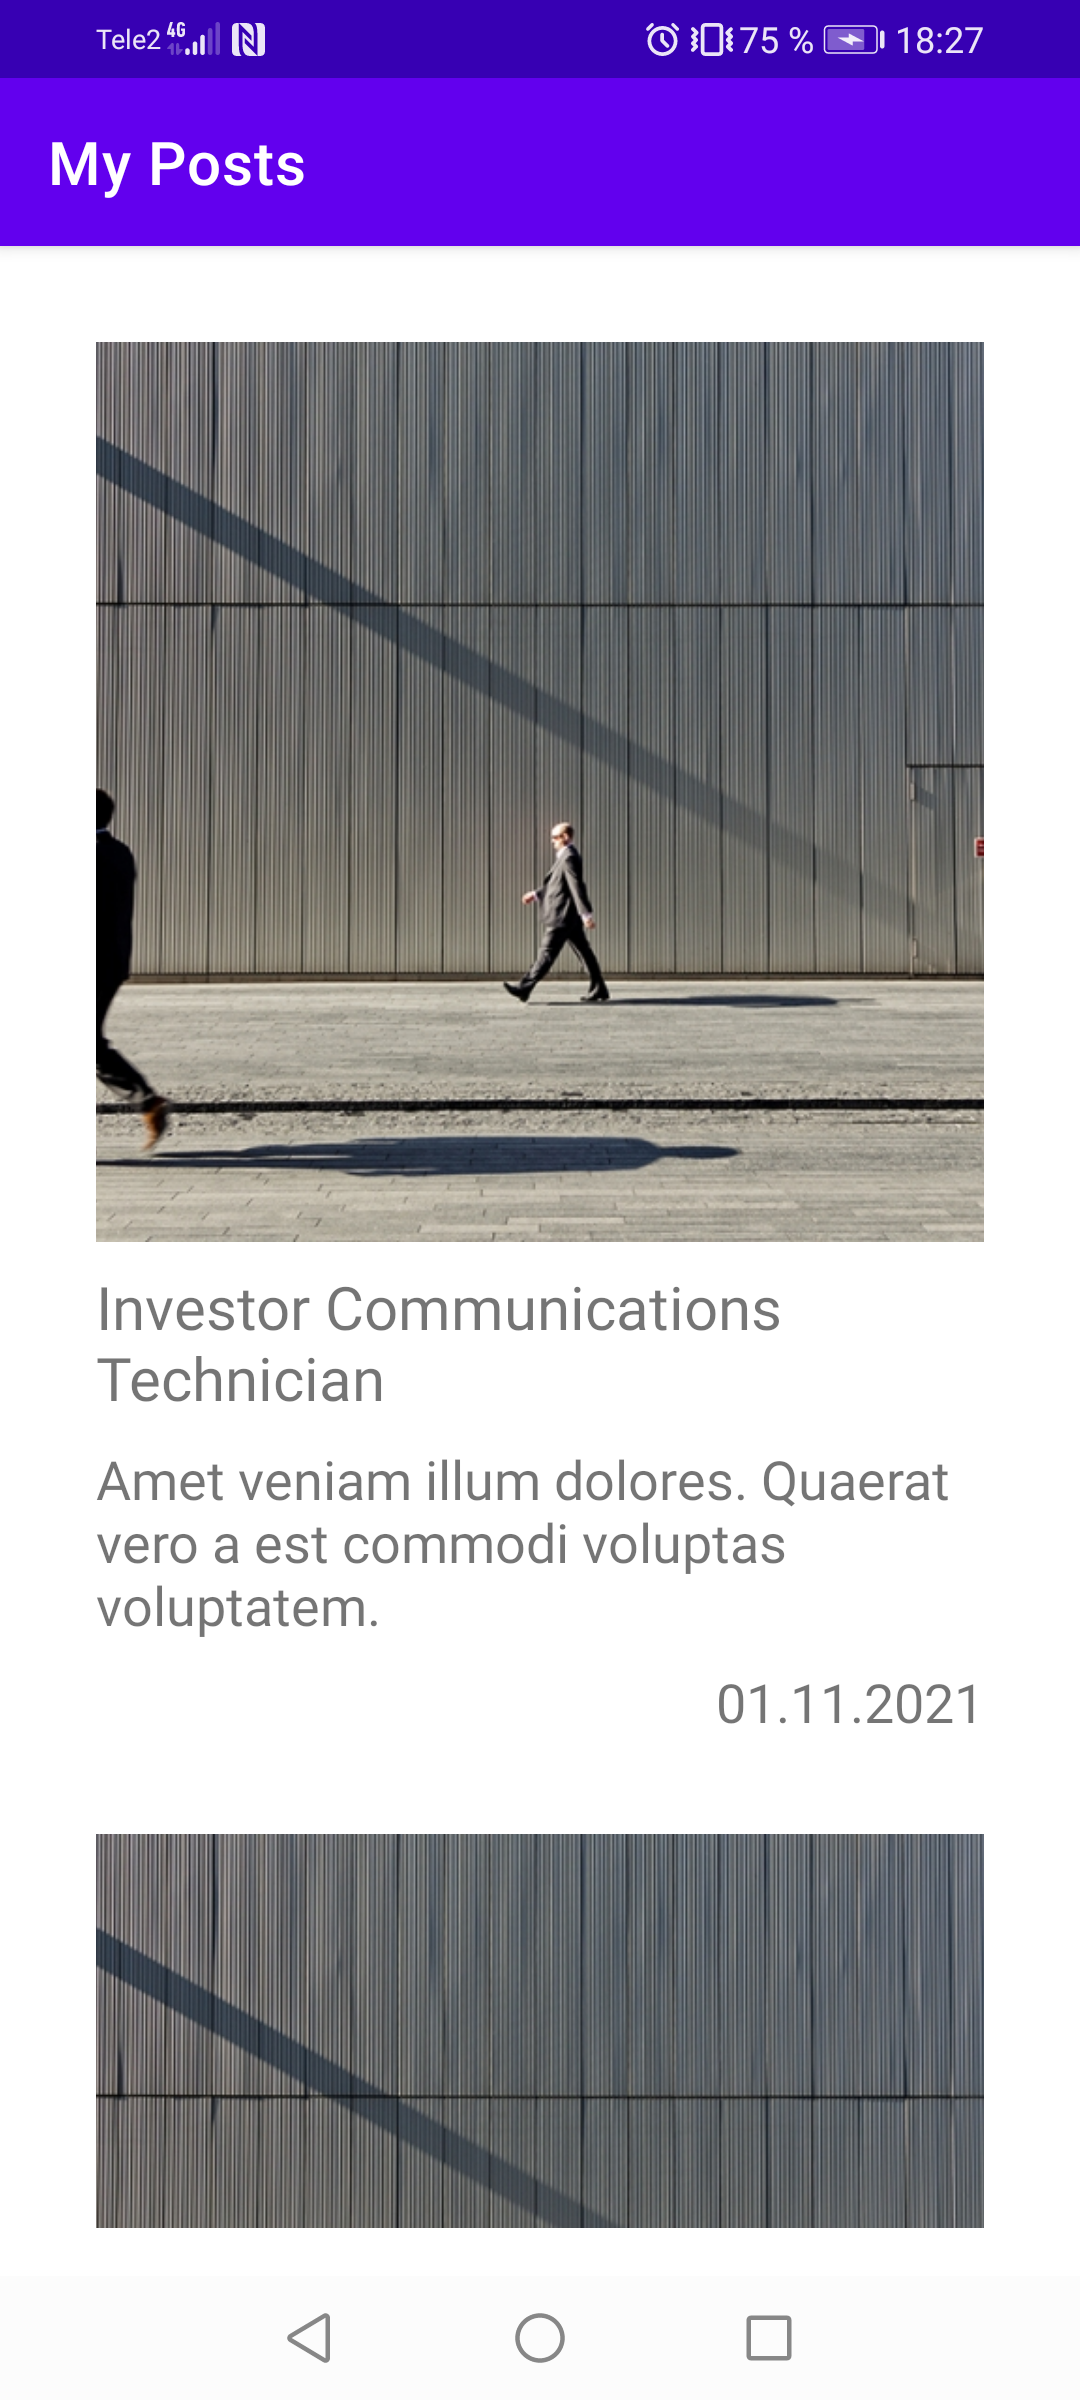 Tele2 4G 75 % 18:27
My Posts
Investor Communications
Technician
Amet veniam illum dolores. Quaerat
vero a est commodi voluptas
voluptatem.
01.11.2021